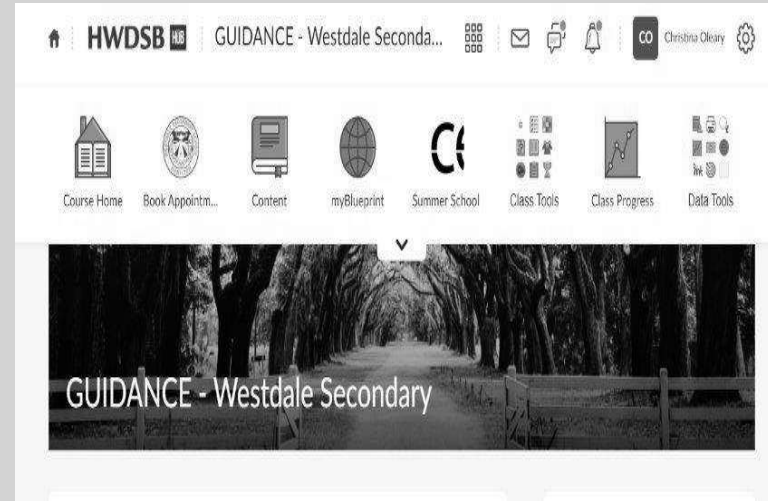 HWDSB HUB GUIDANCE - Westdale Seconda... CO Christina Oleary
Course Home Book Appointm... Content myBlueprint Summer School Class Tools Class Progress Data Tools
GUIDANCE - Westdale Secondary